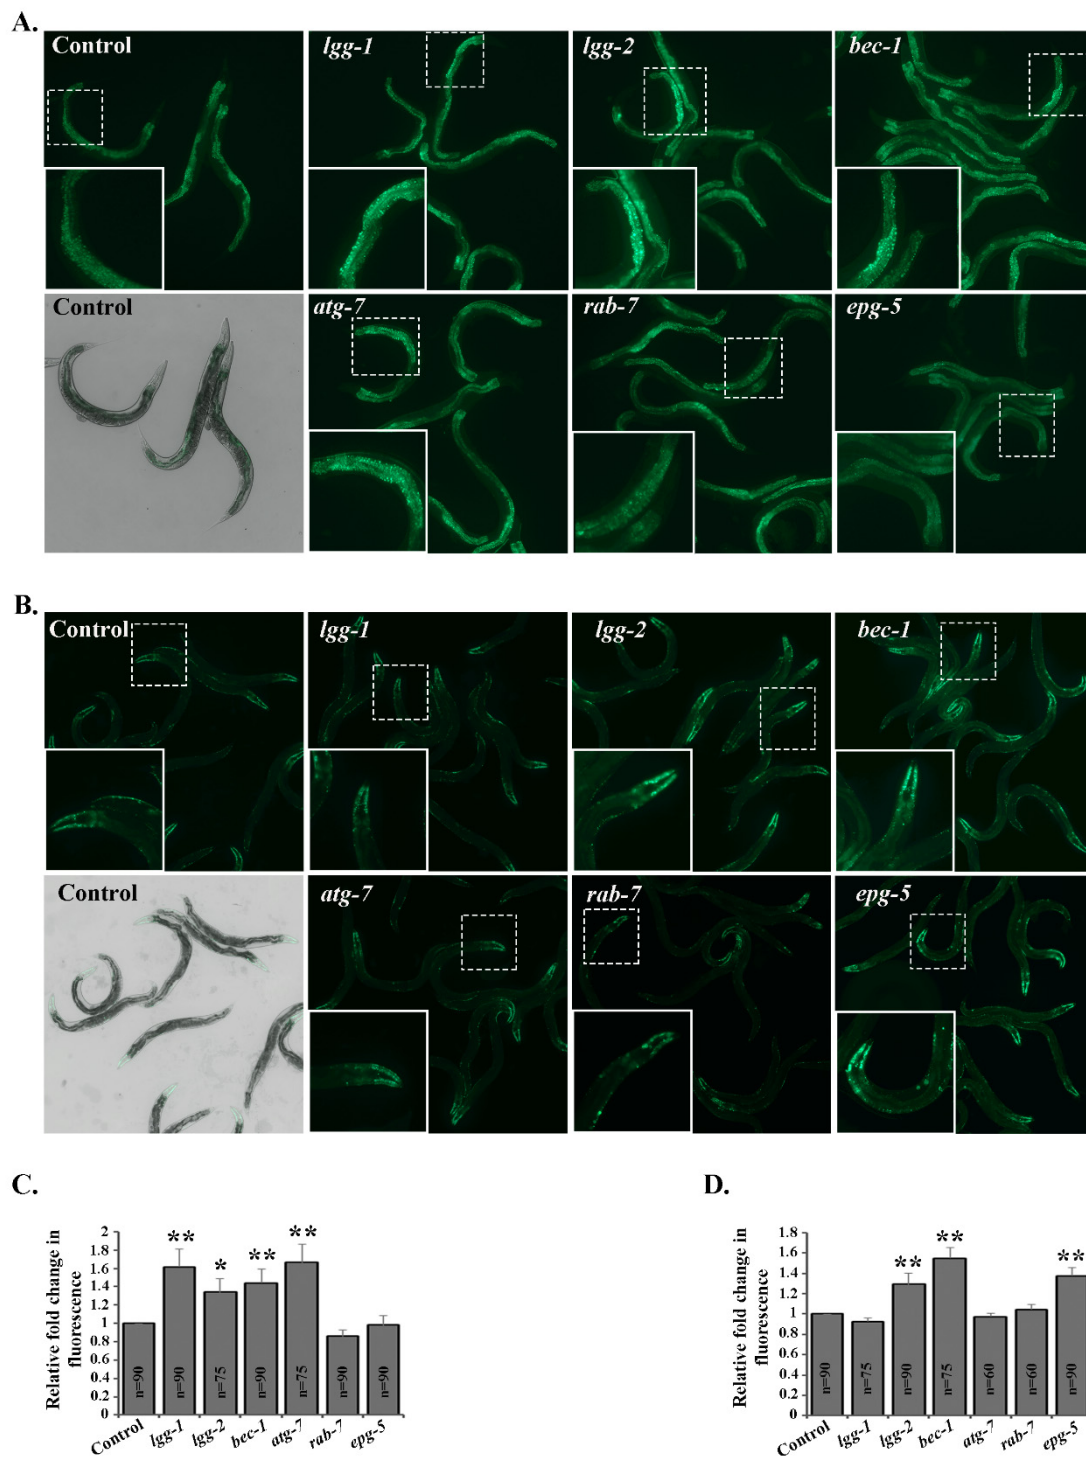 A.
Control
lgg-1
lgg-2
bec-1
Control
atg-7
rab-7
epg-5
B.
Control
lgg-1
lgg-2
bec-1
Control
atg-7
rab-7
epg-5
C.
Relative fold change in
fluorescence
2
1.8
1.6
1.4
1.2
1
0.8
0.6
0.4
0.2
0
**
*
**
**
n=90
n=90
n=75
n=90
n=75
n=90
n=90
Control
lgg-1
lgg-2
bec-1
atg-7
rab-7
epg-5
D.
Relative fold change in
fluorescence
1.8
1.6
1.4
1.2
1
0.8
0.6
0.4
0.2
0
**
**
**
n=90
n=75
n=90
n=75
n=60
n=60
n=90
Control
lgg-1
lgg-2
bec-1
atg-7
rab-7
epg-5